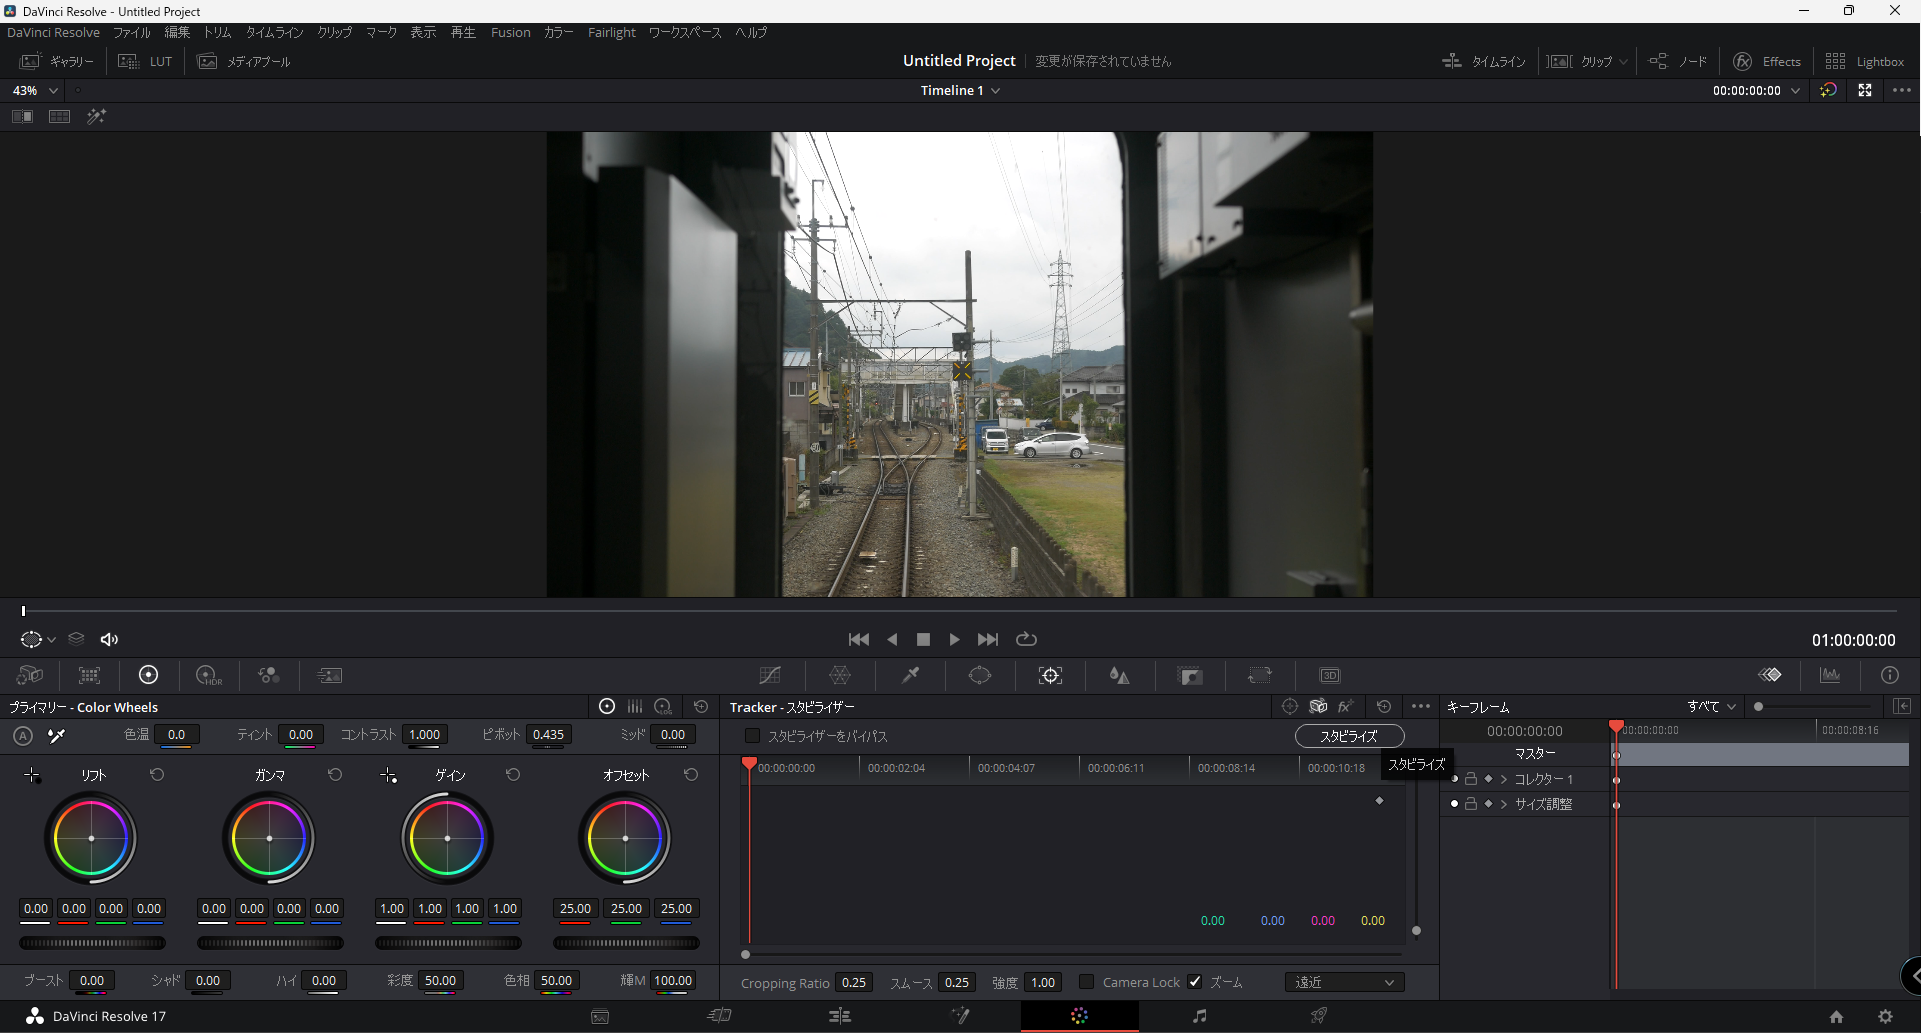 DaVinci Resolve - Untitled Project
DaVinci Resolve ファイル 編集 トリム タイムライン クリップ マーク 表示 再生 Fusion カラー Fairlight ワークスペース ヘルプ
ギャラリー LUT メディアプール Untitled Project 変更が保存されていません タイムライン クリップ ノード Effects Lightbox
43% Timeline 1 00:00:00:00
01:00:00:00
HDR 3D
プライマリー - Color Wheels LOG Tracker - スタビライザー キーフレーム すべて
A 色温 0.0 ティント 0.00 コントラスト 1.000 ピボット 0.435 ミッド 0.00 スタビライザーをバイパス スタビライズ 00:00:00:00 00:00:00:00 00:00:08:16
リフト ガンマ ゲイン オフセット 00:00:00:00 00:00:02:04 00:00:04:07 00:00:06:11 00:00:08:14 00:00:10:18 スタビライズ マスター
コレクター 1
サイズ調整
0.00 0.00 0.00 0.00 0.00 0.00 0.00 0.00 1.00 1.00 1.00 1.00 25.00 25.00 25.00 0.00 0.00 0.00 0.00
ブースト 0.00 シャド 0.00 ハイ 0.00 彩度 50.00 色相 50.00 輝M 100.00 Cropping Ratio 0.25 スムース 0.25 強度 1.00 Camera Lock ズーム 遠近
DaVinci Resolve 17